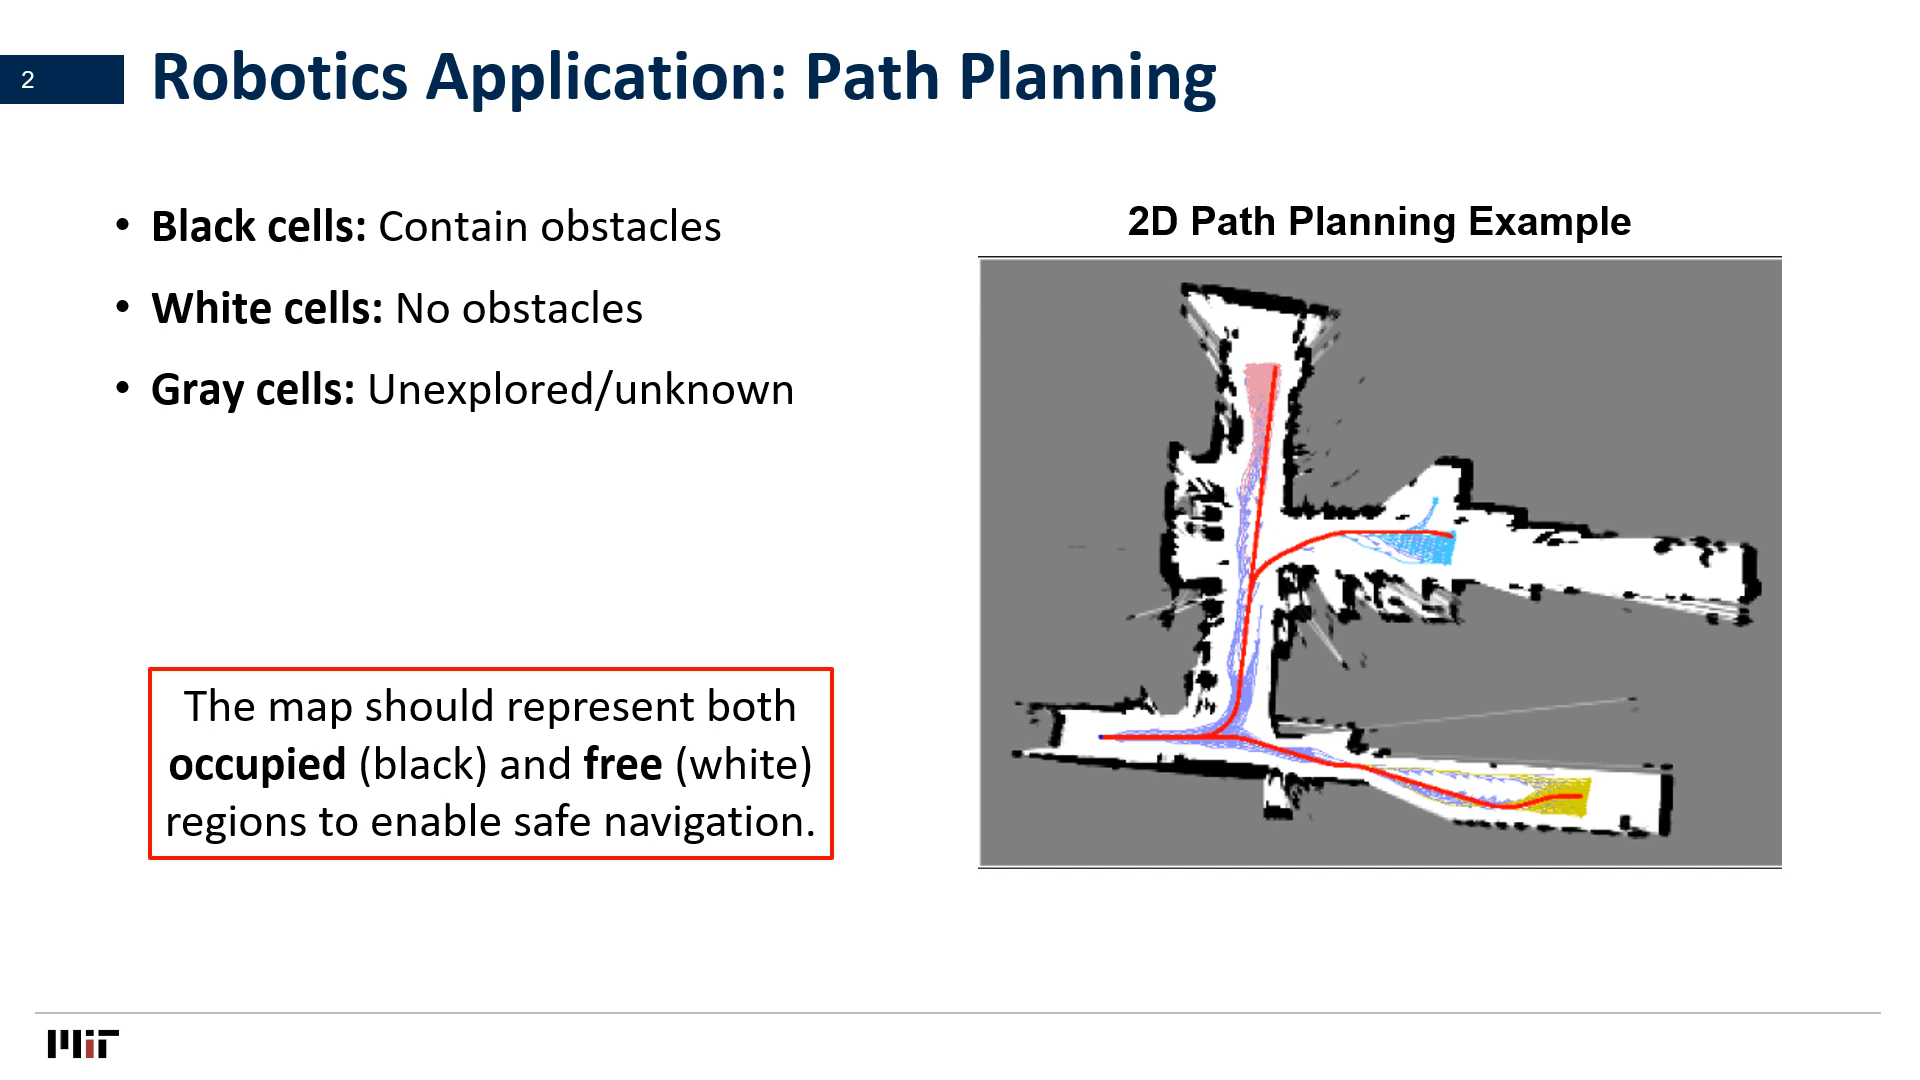 2
Robotics Application: Path Planning
• Black cells: Contain obstacles
• White cells: No obstacles
• Gray cells: Unexplored/unknown
The map should represent both
occupied (black) and free (white)
regions to enable safe navigation.
2D Path Planning Example
MIT